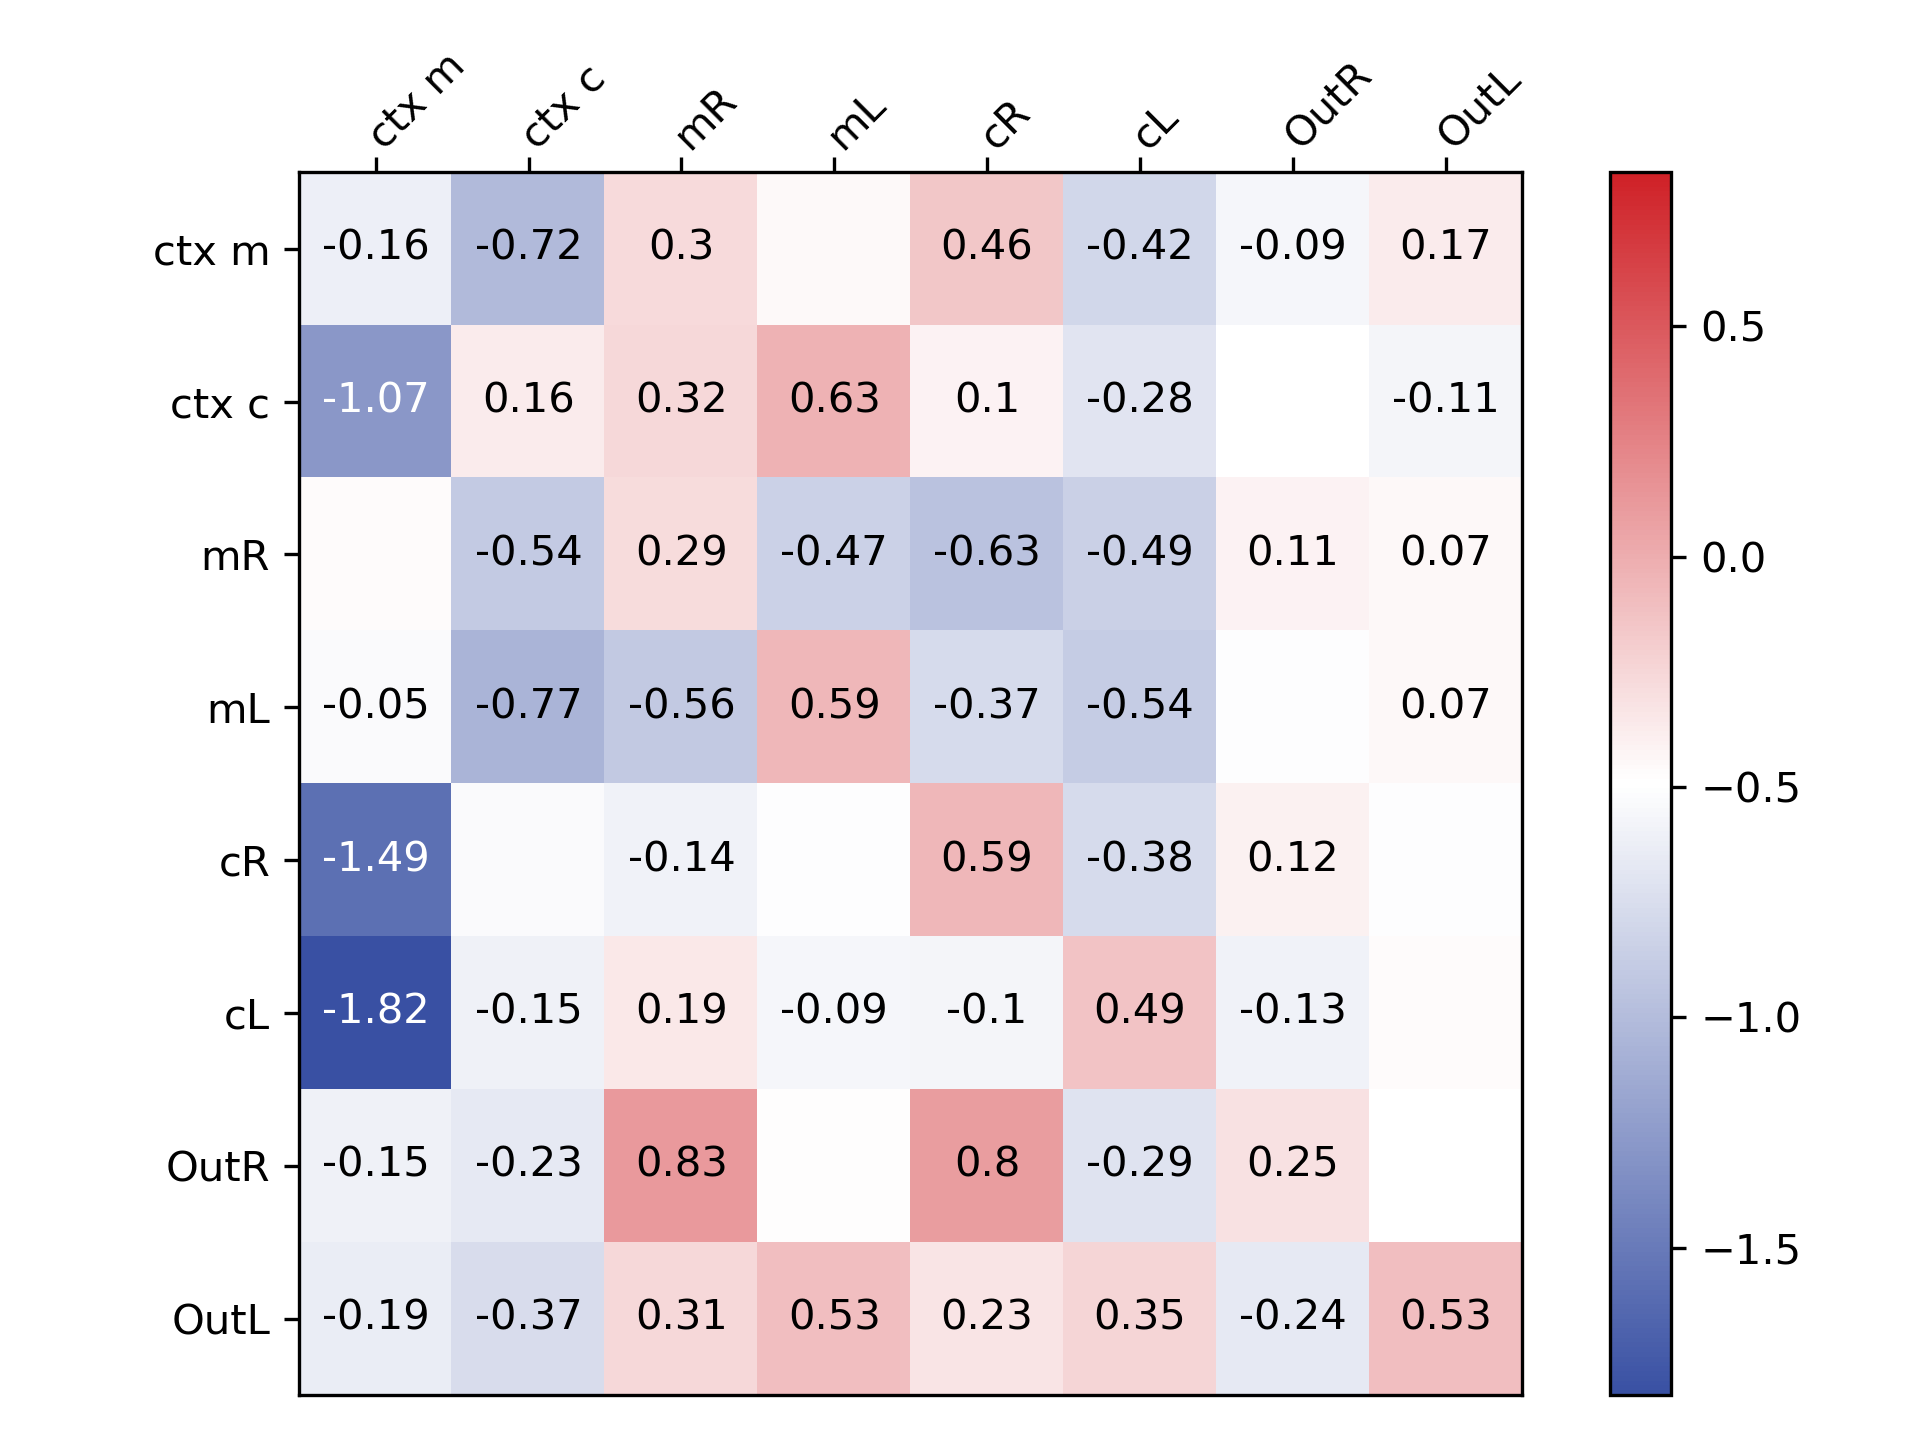 ctx m ctx c mR mL cR cL OutR OutL
ctx m -0.16 -0.72 0.3 0.46 -0.42 -0.09 0.17
0.5
ctx c -1.07 0.16 0.32 0.63 0.1 -0.28 -0.11
mR -0.54 0.29 -0.47 -0.63 -0.49 0.11 0.07
0.0
mL -0.05 -0.77 -0.56 0.59 -0.37 -0.54 0.07
−0.5
cR -1.49 -0.14 0.59 -0.38 0.12
cL -1.82 -0.15 0.19 -0.09 -0.1 0.49 -0.13
−1.0
OutR -0.15 -0.23 0.83 0.8 -0.29 0.25
−1.5
OutL -0.19 -0.37 0.31 0.53 0.23 0.35 -0.24 0.53